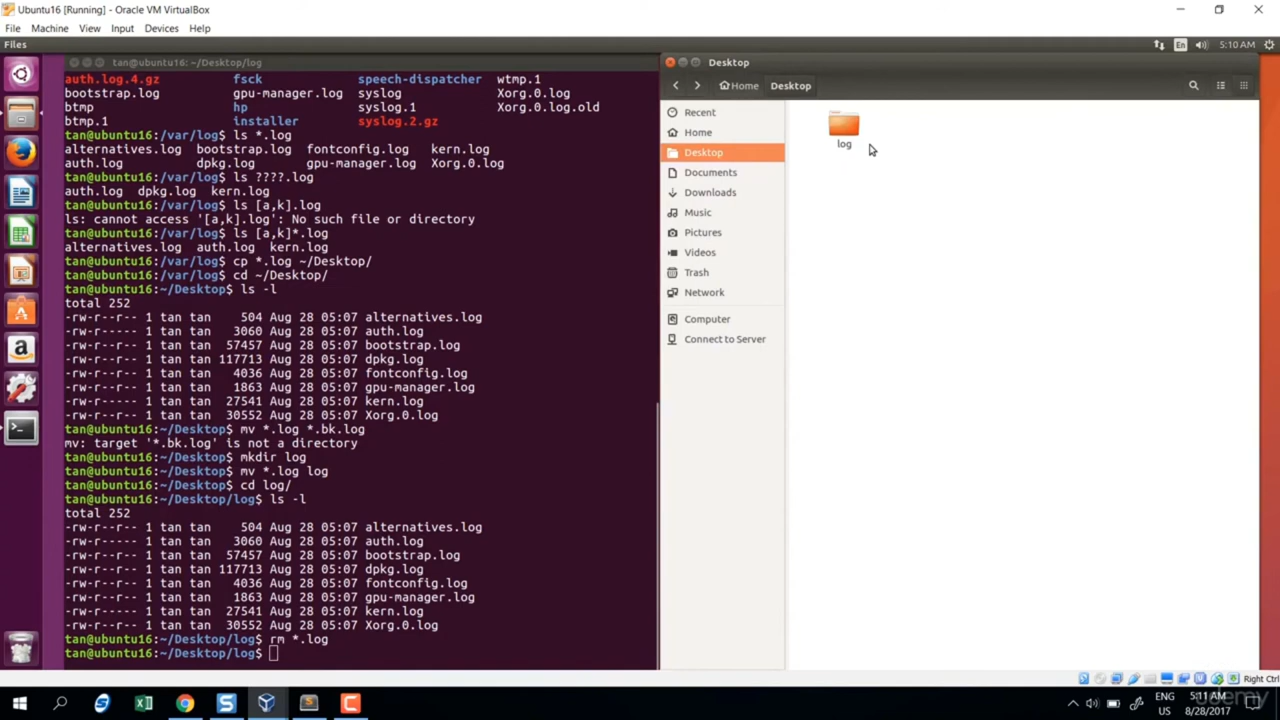 Ubuntu16 [Running] - Oracle VM VirtualBox
File Machine View Input Devices Help
Files
En
5:10 AM
tan@ubuntu16: ~/Desktop/log
auth.log.4.gz fsck speech-dispatcher wtmp.1
bootstrap.log gpu-manager.log syslog Xorg.0.log
btmp hp syslog.1 Xorg.0.log.old
btmp.1 installer syslog.2.gz
tan@ubuntu16:/var/log$ ls *.log
alternatives.log bootstrap.log fontconfig.log kern.log
auth.log dpkg.log gpu-manager.log Xorg.0.log
tan@ubuntu16:/var/log$ ls ????.log
auth.log dpkg.log kern.log
tan@ubuntu16:/var/log$ ls [a,k].log
ls: cannot access '[a,k].log': No such file or directory
tan@ubuntu16:/var/log$ ls [a,k]*.log
alternatives.log auth.log kern.log
tan@ubuntu16:/var/log$ cp *.log ~/Desktop/
tan@ubuntu16:/var/log$ cd ~/Desktop/
tan@ubuntu16:~/Desktop$ ls -l
total 252
-rw-r--r-- 1 tan tan 504 Aug 28 05:07 alternatives.log
-rw-r----- 1 tan tan 3060 Aug 28 05:07 auth.log
-rw-r--r-- 1 tan tan 57457 Aug 28 05:07 bootstrap.log
-rw-r--r-- 1 tan tan 117713 Aug 28 05:07 dpkg.log
-rw-r--r-- 1 tan tan 4036 Aug 28 05:07 fontconfig.log
-rw-r--r-- 1 tan tan 1863 Aug 28 05:07 gpu-manager.log
-rw-r----- 1 tan tan 27541 Aug 28 05:07 kern.log
-rw-r--r-- 1 tan tan 30552 Aug 28 05:07 Xorg.0.log
tan@ubuntu16:~/Desktop$ mv *.log *.bk.log
mv: target '*.bk.log' is not a directory
tan@ubuntu16:~/Desktop$ mkdir log
tan@ubuntu16:~/Desktop$ mv *.log log
tan@ubuntu16:~/Desktop$ cd log/
tan@ubuntu16:~/Desktop/log$ ls -l
total 252
-rw-r--r-- 1 tan tan 504 Aug 28 05:07 alternatives.log
-rw-r----- 1 tan tan 3060 Aug 28 05:07 auth.log
-rw-r--r-- 1 tan tan 57457 Aug 28 05:07 bootstrap.log
-rw-r--r-- 1 tan tan 117713 Aug 28 05:07 dpkg.log
-rw-r--r-- 1 tan tan 4036 Aug 28 05:07 fontconfig.log
-rw-r--r-- 1 tan tan 1863 Aug 28 05:07 gpu-manager.log
-rw-r----- 1 tan tan 27541 Aug 28 05:07 kern.log
-rw-r--r-- 1 tan tan 30552 Aug 28 05:07 Xorg.0.log
tan@ubuntu16:~/Desktop/log$ rm *.log
tan@ubuntu16:~/Desktop/log$
Desktop
Home Desktop
Recent
Home
Desktop
Documents
Downloads
Music
Pictures
Videos
Trash
Network
Computer
Connect to Server
log
Right Ctrl
ENG
US
5:11 AM
8/28/2017
Udemy